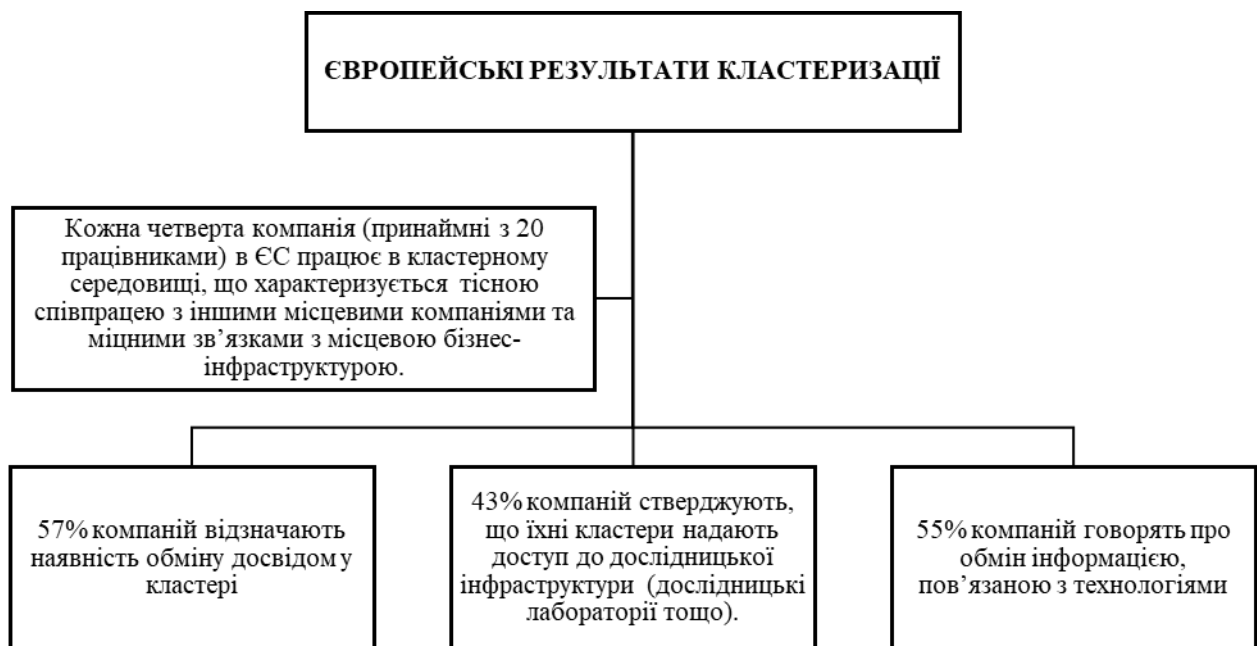 ЄВРОПЕЙСЬКІ РЕЗУЛЬТАТИ КЛАСТЕРИЗАЦІЇ
Кожна четверта компанія (принаймні з 20
працівниками) в ЄС працює в кластерному
середовищі, що характеризується тісною
співпрацею з іншими місцевими компаніями та
міцними зв’язками з місцевою бізнес-
інфраструктурою.
57% компаній відзначають
наявність обміну досвідом у
кластері
43% компаній стверджують,
що їхні кластери надають
доступ до дослідницької
інфраструктури (дослідницькі
лабораторії тощо).
55% компаній говорять про
обмін інформацією,
пов’язаною з технологіями